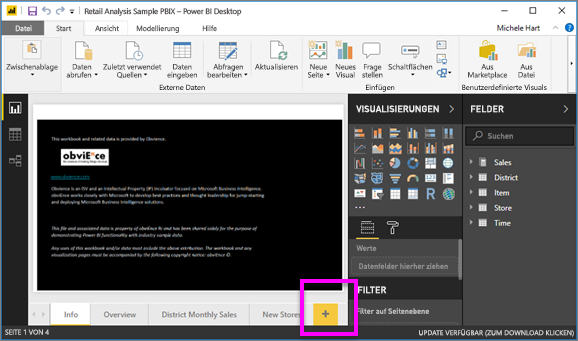 Retail Analysis Sample PBIX – Power BI Desktop
Datei Start Ansicht Modellierung Hilfe Michele Hart
Zwischenablage
Daten abrufen
Zuletzt verwendet Quellen
Daten eingeben
Abfragen bearbeiten
Aktualisieren
Neue Seite
Neues Visual
Frage stellen
Schaltflächen
Aus Marketplace
Aus Datei
Externe Daten Einfügen Benutzerdefinierte Visuals
This workbook and related data is provided by Obvience.
obviEnce
www.obvience.com
Obvience is an ISV and an Intellectual Property (IP) Incubator focused on Microsoft Business Intelligence.
obviEnce works closely with Microsoft to develop best practices and thought leadership for jump-starting
and deploying Microsoft Business Intelligence solutions.
This file and associated data is property of obviEnce llc and has been shared solely for the purpose of
demonstrating Power BI functionality with industry sample data.
Any uses of this workbook and/or data must include the above attribution. The workbook and any
visualization pages must be accompanied by the following copyright notice: obviEnce ©.
VISUALISIERUNGEN
R
Werte
Datenfelder hierher ziehen
FILTER
Filter auf Seitenebene
FELDER
Suchen
Sales
District
Item
Store
Time
Info Overview District Monthly Sales New Stores +
SEITE 1 VON 4 UPDATE VERFÜGBAR (ZUM DOWNLOAD KLICKEN)